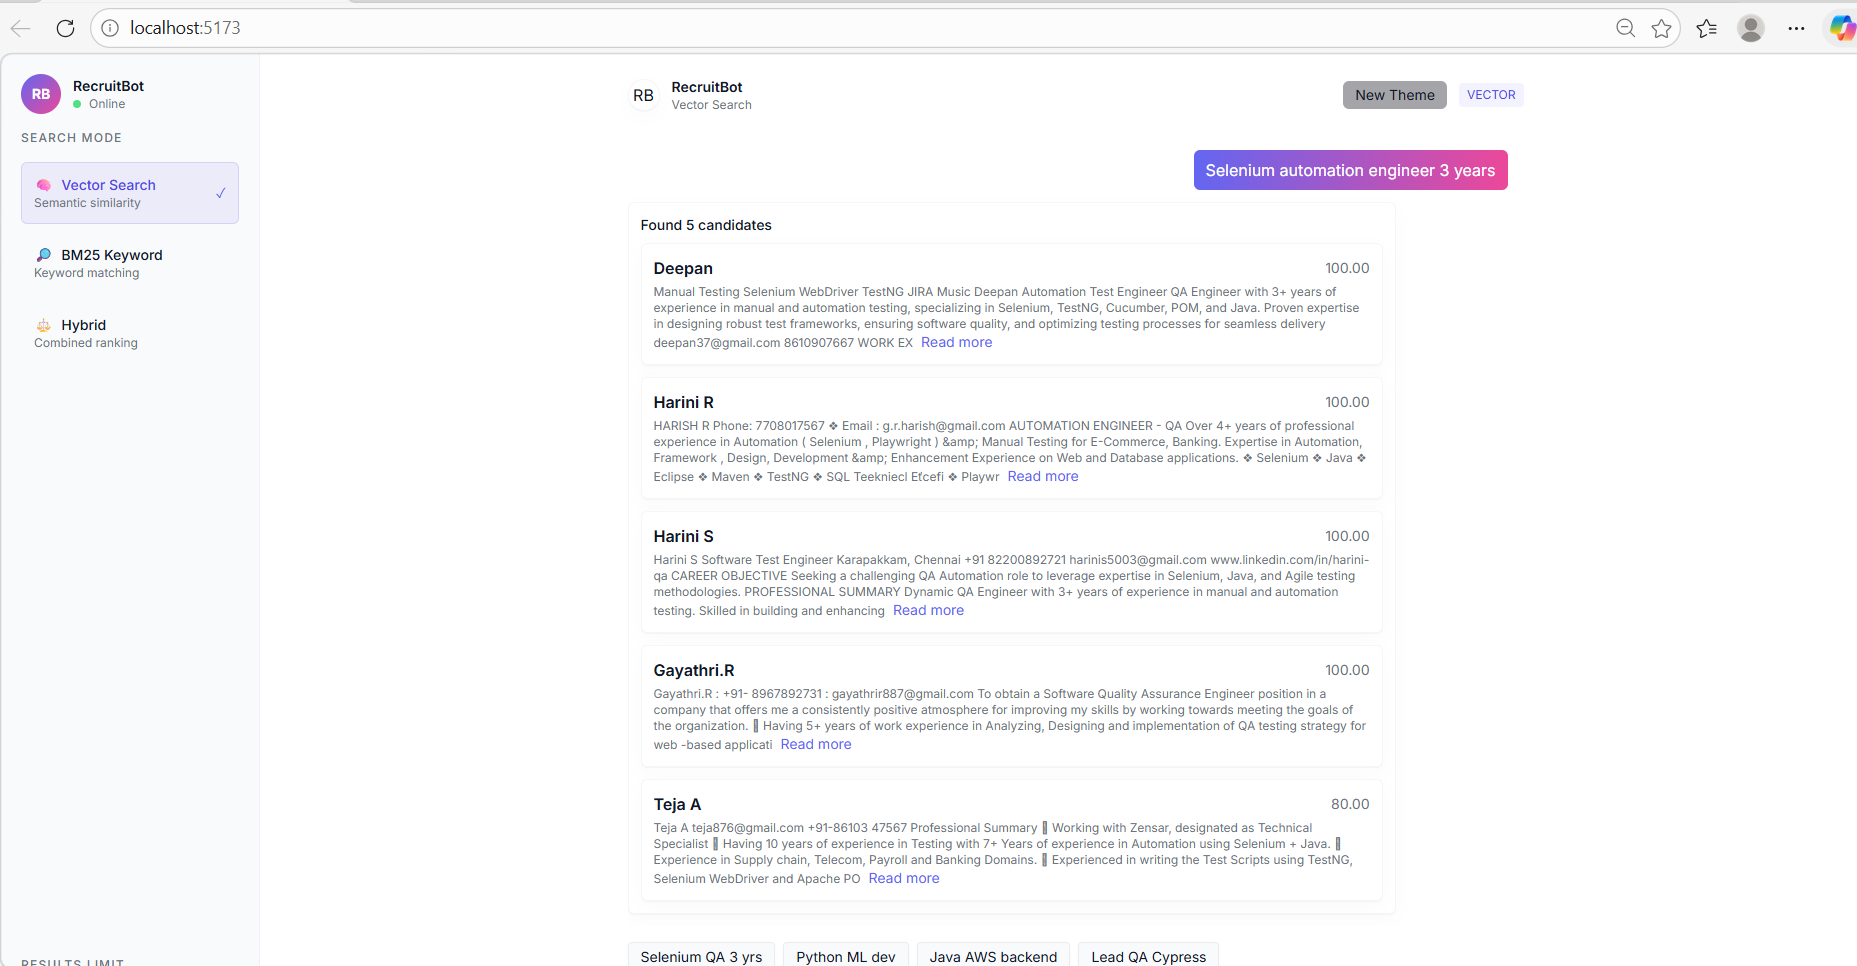 localhost:5173
RB
RecruitBot
Online
SEARCH MODE
Vector Search
Semantic similarity
✓
BM25 Keyword
Keyword matching
Hybrid
Combined ranking
RESULTS LIMIT
RB
RecruitBot
Vector Search
New Theme
VECTOR
Selenium automation engineer 3 years
Found 5 candidates
Deepan
100.00
Manual Testing Selenium WebDriver TestNG JIRA Music Deepan Automation Test Engineer QA Engineer with 3+ years of
experience in manual and automation testing, specializing in Selenium, TestNG, Cucumber, POM, and Java. Proven expertise
in designing robust test frameworks, ensuring software quality, and optimizing testing processes for seamless delivery
deepan37@gmail.com 8610907667 WORK EX Read more
Harini R
100.00
HARISH R Phone: 7708017567 ❖ Email : g.r.harish@gmail.com AUTOMATION ENGINEER - QA Over 4+ years of professional
experience in Automation ( Selenium , Playwright ) &amp; Manual Testing for E-Commerce, Banking. Expertise in Automation,
Framework , Design, Development &amp; Enhancement Experience on Web and Database applications. ❖ Selenium ❖ Java ❖
Eclipse ❖ Maven ❖ TestNG ❖ SQL Teekniecl Eťcefi ❖ Playwr Read more
Harini S
100.00
Harini S Software Test Engineer Karapakkam, Chennai +91 82200892721 harinis5003@gmail.com www.linkedin.com/in/harini-
qa CAREER OBJECTIVE Seeking a challenging QA Automation role to leverage expertise in Selenium, Java, and Agile testing
methodologies. PROFESSIONAL SUMMARY Dynamic QA Engineer with 3+ years of experience in manual and automation
testing. Skilled in building and enhancing Read more
Gayathri.R
100.00
Gayathri.R : +91- 8967892731 : gayathrir887@gmail.com To obtain a Software Quality Assurance Engineer position in a
company that offers me a consistently positive atmosphere for improving my skills by working towards meeting the goals of
the organization. Having 5+ years of work experience in Analyzing, Designing and implementation of QA testing strategy for
web -based applicati Read more
Teja A
80.00
Teja A teja876@gmail.com +91-86103 47567 Professional Summary Working with Zensar, designated as Technical
Specialist Having 10 years of experience in Testing with 7+ Years of experience in Automation using Selenium + Java.
Experience in Supply chain, Telecom, Payroll and Banking Domains. Experienced in writing the Test Scripts using TestNG,
Selenium WebDriver and Apache PO Read more
Selenium QA 3 yrs
Python ML dev
Java AWS backend
Lead QA Cypress